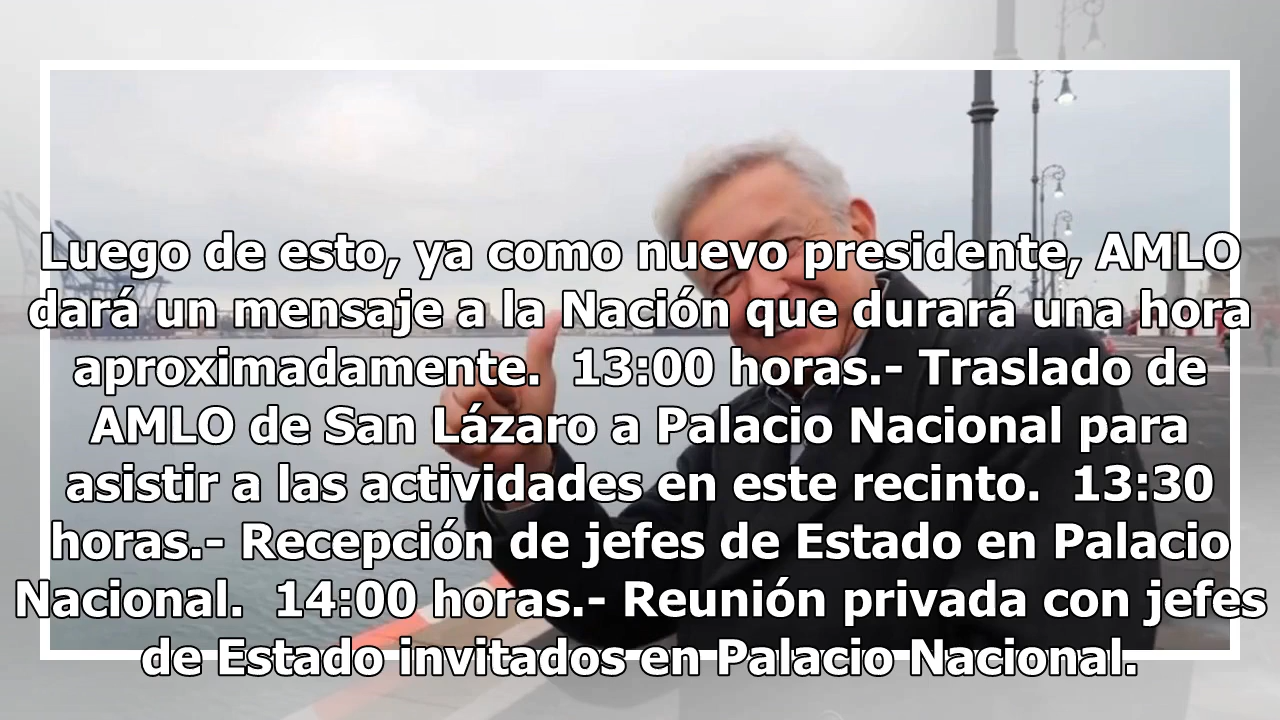 Luego de esto, ya como nuevo presidente, AMLO
dará un mensaje a la Nación que durará una hora
aproximadamente.  13:00 horas.- Traslado de
AMLO de San Lázaro a Palacio Nacional para
asistir a las actividades en este recinto.  13:30
horas.- Recepción de jefes de Estado en Palacio
Nacional.  14:00 horas.- Reunión privada con jefes
de Estado invitados en Palacio Nacional.